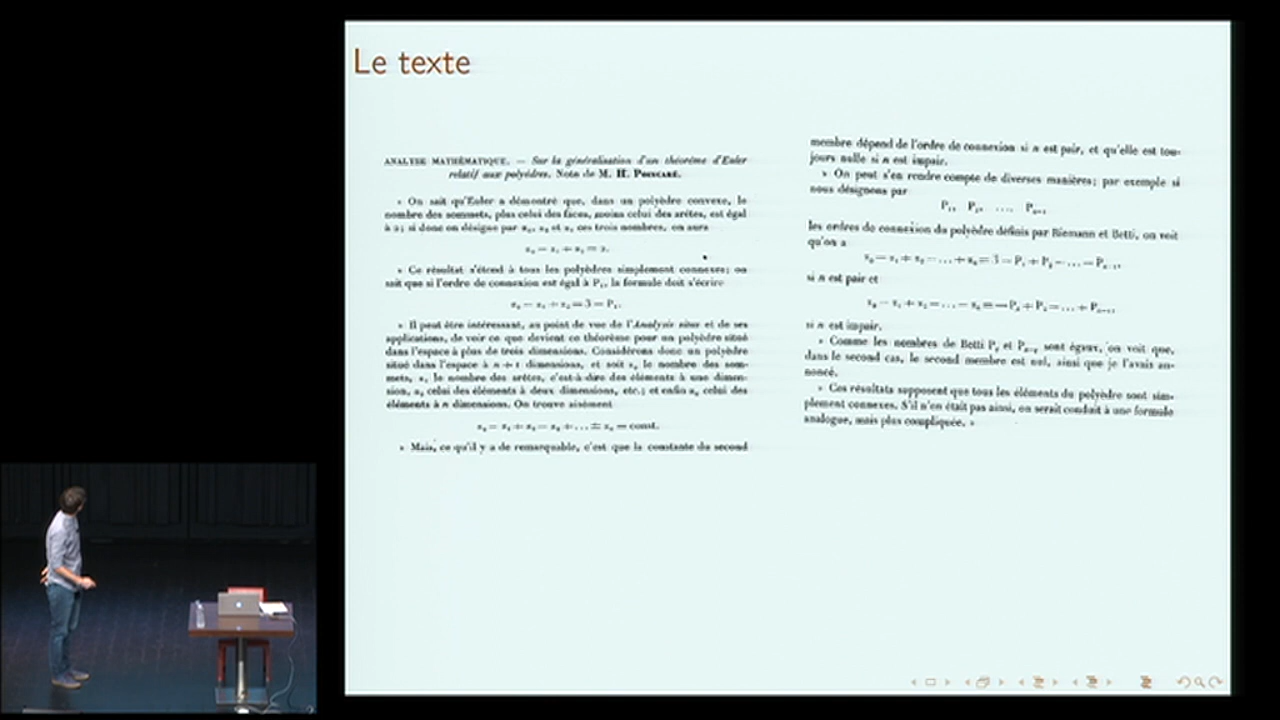 Le texte
ANALYSE MATHÉMATIQUE. — Sur la généralisation d'un théorème d'Euler
relatif aux polyèdres. Note de M. H. POINCARÉ.
» On sait qu'Euler a démontré que, dans un polyèdre convexe, le
nombre des sommets, plus celui des faces, moins celui des arêtes, est égal
à 2; si donc on désigne par α₀, α₂ et α₁ ces trois nombres, on aura
α₀ − α₁ + α₂ = 2.
» Ce résultat s'étend à tous les polyèdres simplement connexes; on
sait que si l'ordre de connexion est égal à P₁, la formule doit s'écrire
α₀ − α₁ + α₂ = 3 − P₁.
» Il peut être intéressant, au point de vue de l'Analysis situs et de ses
applications, de voir ce que devient ce théorème pour un polyèdre situé
dans l'espace à plus de trois dimensions. Considérons donc un polyèdre
situé dans l'espace à n + 1 dimensions, et soit α₀ le nombre des som-
mets, α₁ le nombre des arêtes, c'est-à-dire des éléments à une dimen-
sion, α₂ celui des éléments à deux dimensions, etc.; et enfin αₙ celui des
éléments à n dimensions. On trouve aisément
α₀ − α₁ + α₂ − α₃ + ... ± αₙ = const.
» Mais, ce qu'il y a de remarquable, c'est que la constante du second
membre dépend de l'ordre de connexion si n est pair, et qu'elle est tou-
jours nulle si n est impair.
» On peut s'en rendre compte de diverses manières; par exemple si
nous désignons par
P₁, P₂, ...., Pₙ₋₁
les ordres de connexion du polyèdre définis par Riemann et Betti, on voit
qu'on a
α₀ − α₁ + α₂ − ... + αₙ = 3 − P₁ + P₂ − ... − Pₙ₋₁,
si n est pair et
α₀ − α₁ + α₂ − ... − αₙ = − P₁ + P₂ − ... + Pₙ₋₁,
si n est impair.
» Comme les nombres de Betti
et
sont égaux, on voit que,
dans le second cas, le second membre est nul, ainsi que je l'avais an-
noncé.
» Ces résultats supposent que tous les éléments du polyèdre sont sim-
plement connexes. S'il n'en était pas ainsi, on serait conduit à une formule
analogue, mais plus compliquée. »